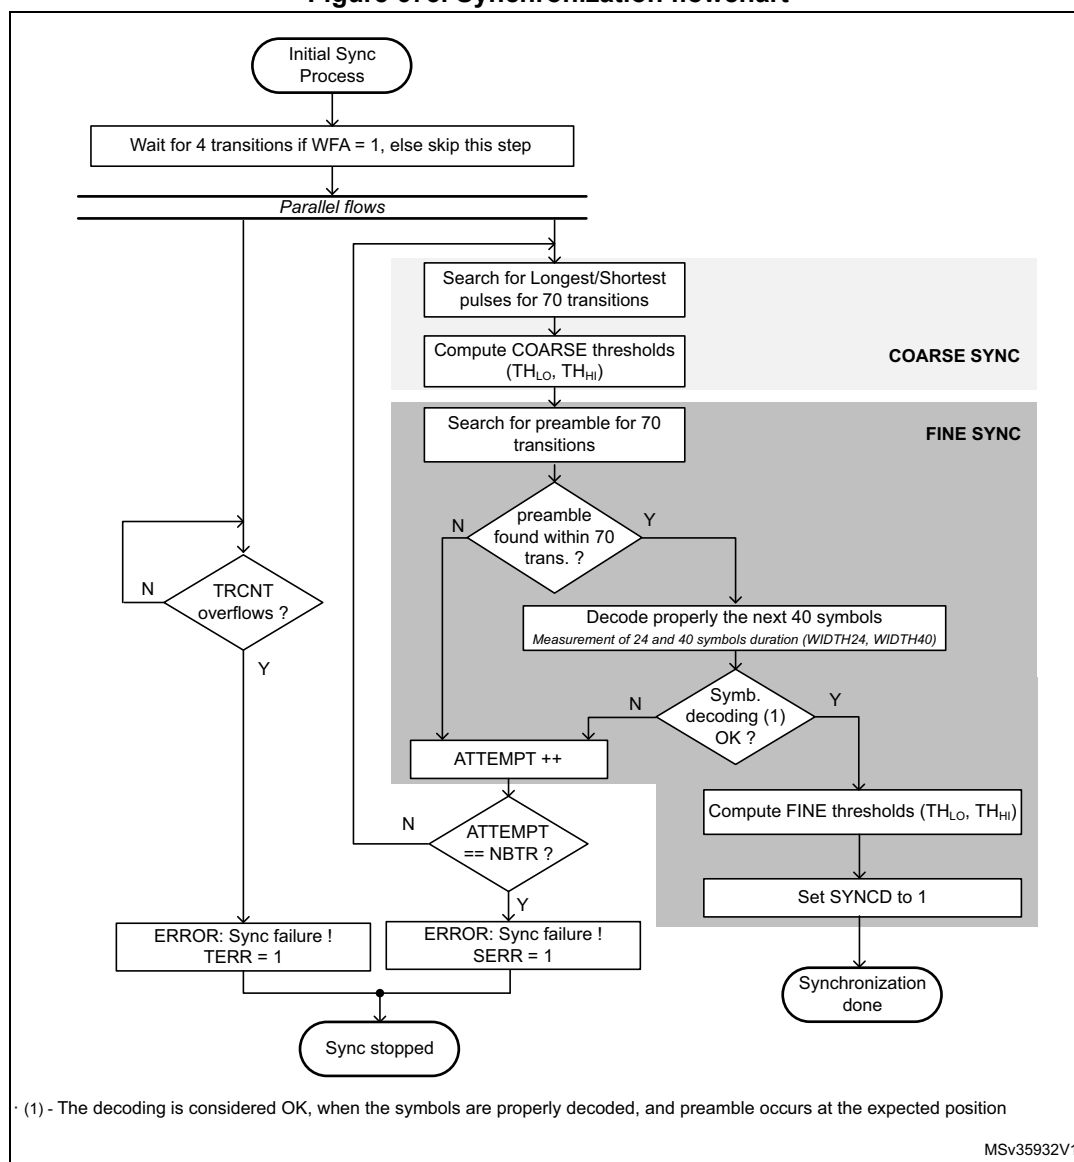 Initial Sync
Process
Wait for 4 transitions if WFA = 1, else skip this step
Parallel flows
Search for Longest/Shortest
pulses for 70 transitions
Compute COARSE thresholds
(THLO, THHI)
COARSE SYNC
Search for preamble for 70
transitions
FINE SYNC
preamble
found within 70
trans. ?
N
Y
TRCNT
overflows ?
N
Y
Decode properly the next 40 symbols
Measurement of 24 and 40 symbols duration (WIDTH24, WIDTH40)
Symb.
decoding (1)
OK ?
N
Y
ATTEMPT ++
Compute FINE thresholds (THLO, THHI)
ATTEMPT
== NBTR ?
N
Y
Set SYNCD to 1
ERROR: Sync failure !
TERR = 1
ERROR: Sync failure !
SERR = 1
Synchronization
done
Sync stopped
(1) - The decoding is considered OK, when the symbols are properly decoded, and preamble occurs at the expected position
MSv35932V1